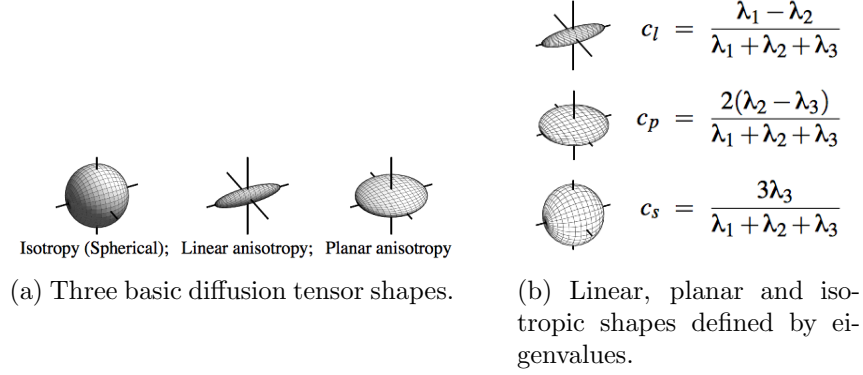 Isotropy (Spherical); Linear anisotropy; Planar anisotropy
(a) Three basic diffusion tensor shapes.
c_l = (λ₁ − λ₂) / (λ₁ + λ₂ + λ₃)
c_p = 2(λ₂ − λ₃) / (λ₁ + λ₂ + λ₃)
c_s = 3λ₃ / (λ₁ + λ₂ + λ₃)
(b) Linear, planar and iso-
tropic shapes defined by ei-
genvalues.